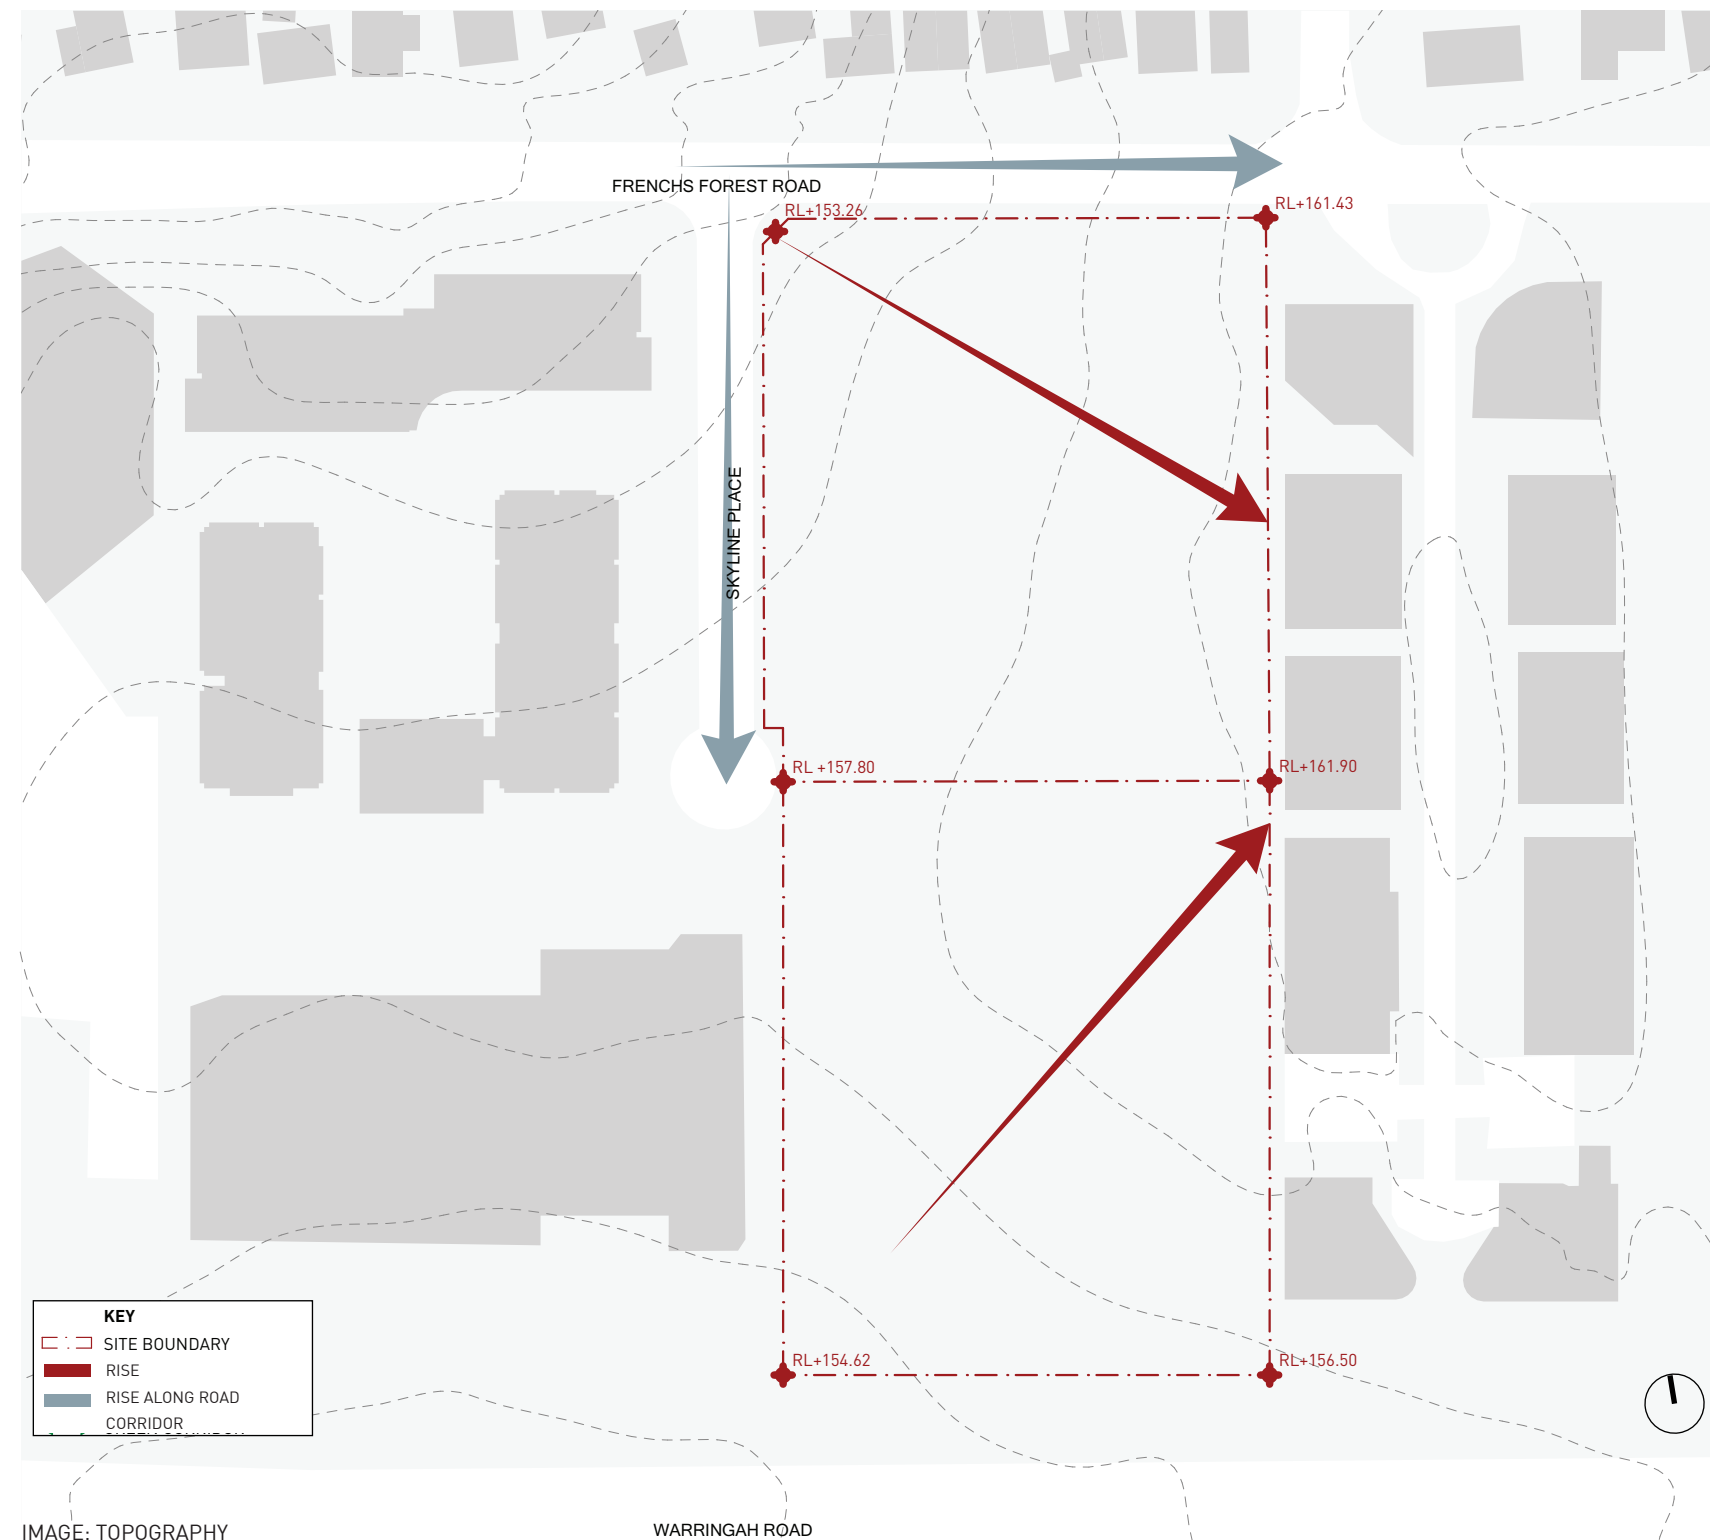 FRENCHS FOREST ROAD
RL+153.26
RL+161.43
SKYLINE PLACE
RL +157.80
RL+161.90
RL+154.62
RL+156.50
KEY
SITE BOUNDARY
RISE
RISE ALONG ROAD
CORRIDOR
IMAGE: TOPOGRAPHY
WARRINGAH ROAD